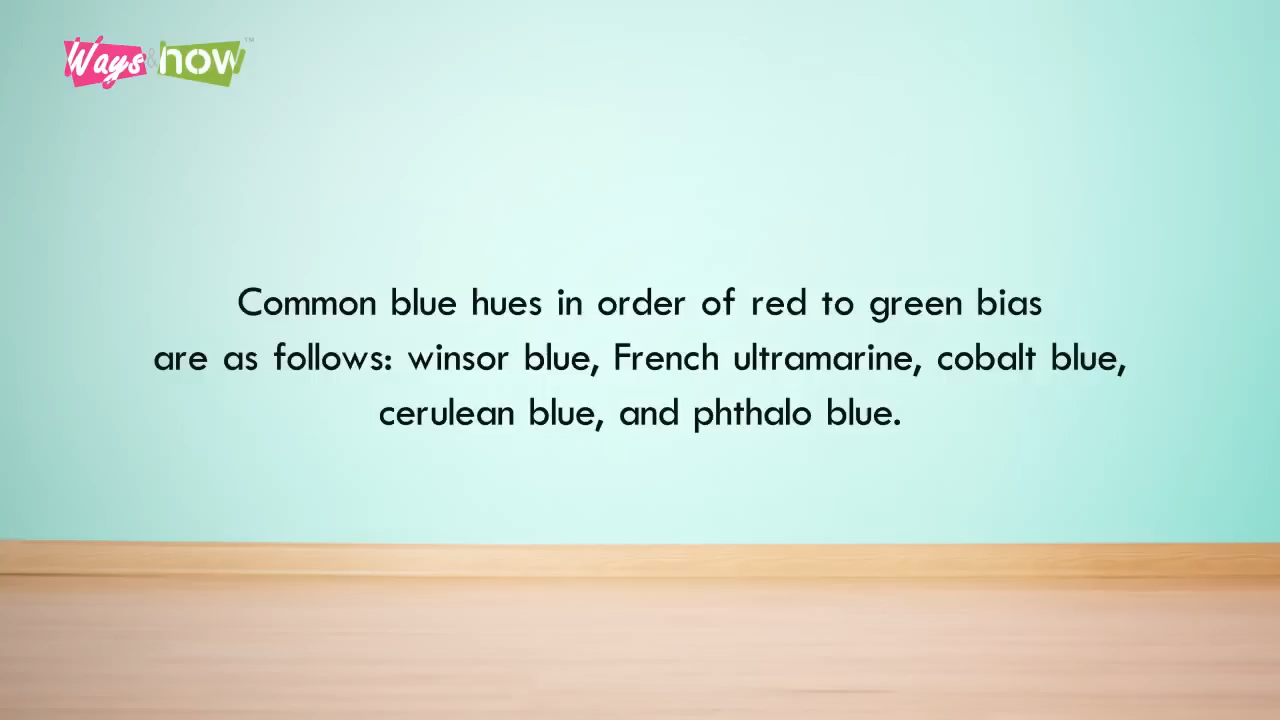 Ways & how™
Common blue hues in order of red to green bias
are as follows: winsor blue, French ultramarine, cobalt blue,
cerulean blue, and phthalo blue.